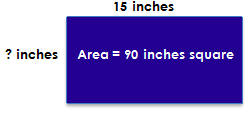 15 inches
? inches
Area = 90 inches square